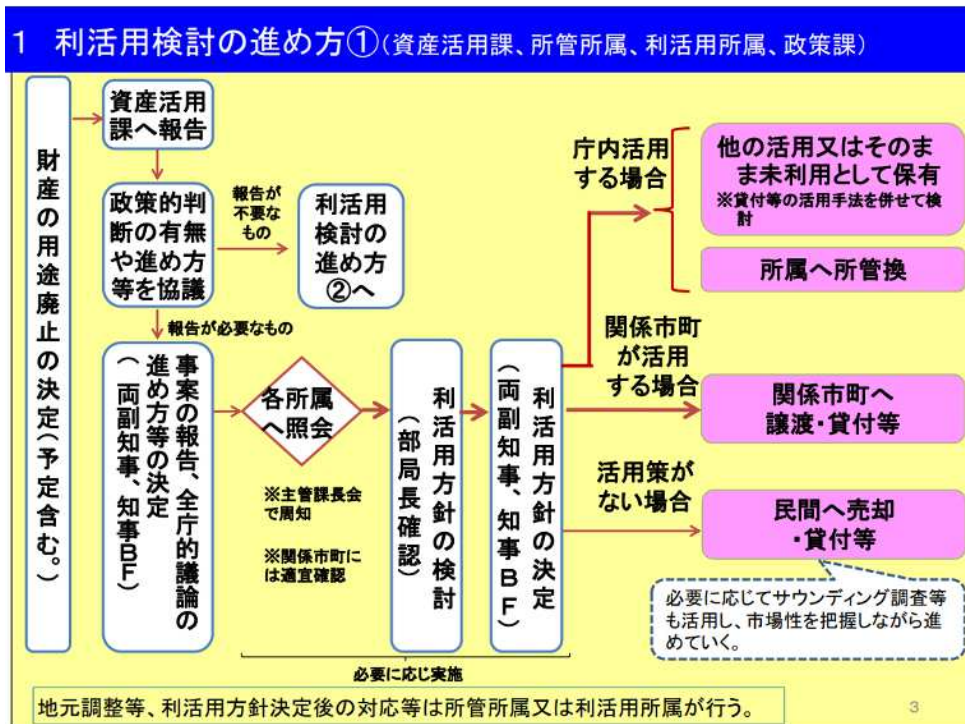 1 利活用検討の進め方①(資産活用課、所管所属、利活用所属、政策課)
財産の用途廃止の決定(予定含む。)
資産活用
課へ報告
政策的判
断の有無
や進め方
等を協議
報告が
不要な
もの
利活用
検討の
進め方
②へ
報告が必要なもの
事案の報告、全庁的議論の
進め方等の決定
(両副知事、知事BF)
各所属
へ照会
※主管課長会
で周知
※関係市町に
は適宜確認
利活用方針の検討
(部局長確認)
利活用方針の決定
(両副知事、知事BF)
必要に応じ実施
庁内活用
する場合
他の活用又はそのま
ま未利用として保有
※貸付等の活用手法を併せて検
討
所属へ所管換
関係市町
が活用
する場合
関係市町へ
譲渡・貸付等
活用策が
ない場合
民間へ売却
・貸付等
必要に応じてサウンディング調査等
も活用し、市場性を把握しながら進
めていく。
地元調整等、利活用方針決定後の対応等は所管所属又は利活用所属が行う。
3